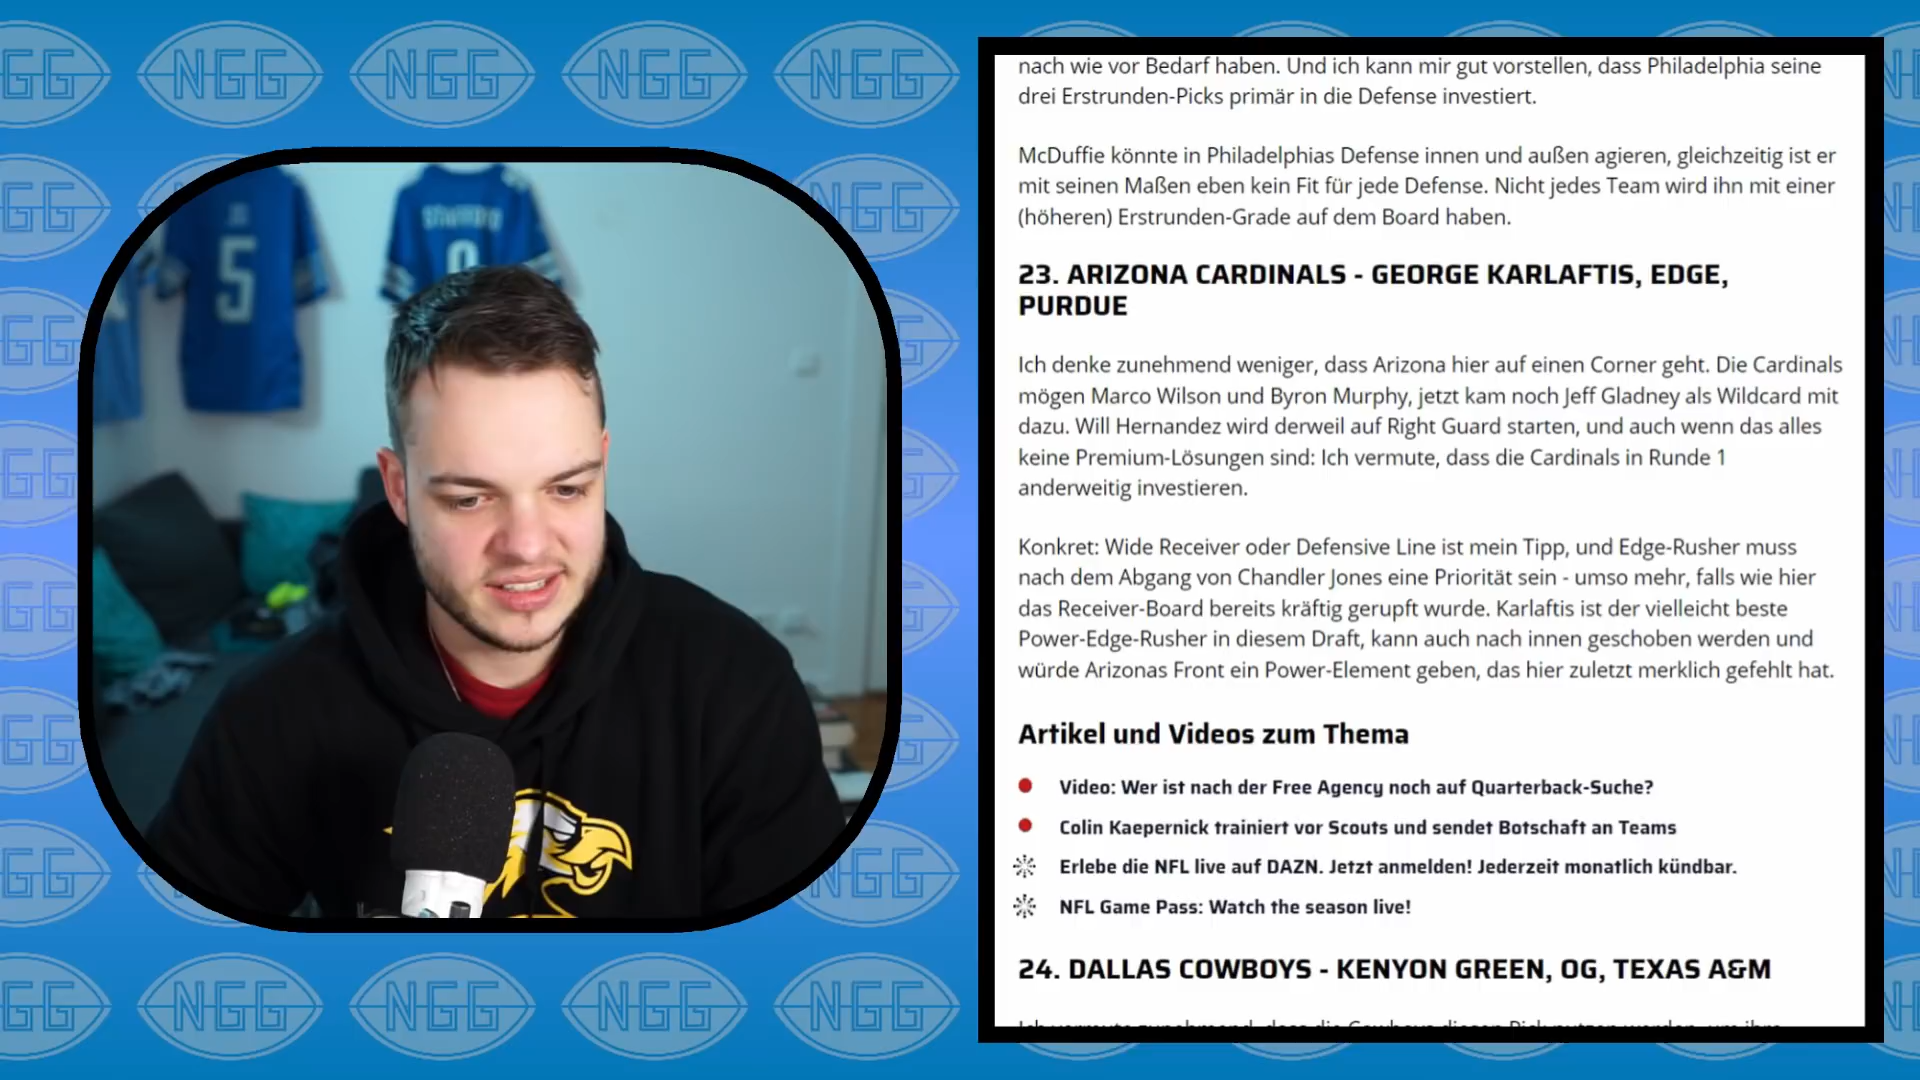 nach wie vor Bedarf haben. Und ich kann mir gut vorstellen, dass Philadelphia seine
drei Erstrunden-Picks primär in die Defense investiert.
McDuffie könnte in Philadelphias Defense innen und außen agieren, gleichzeitig ist er
mit seinen Maßen eben kein Fit für jede Defense. Nicht jedes Team wird ihn mit einer
(höheren) Erstrunden-Grade auf dem Board haben.
23. ARIZONA CARDINALS - GEORGE KARLAFTIS, EDGE,
PURDUE
Ich denke zunehmend weniger, dass Arizona hier auf einen Corner geht. Die Cardinals
mögen Marco Wilson und Byron Murphy, jetzt kam noch Jeff Gladney als Wildcard mit
dazu. Will Hernandez wird derweil auf Right Guard starten, und auch wenn das alles
keine Premium-Lösungen sind: Ich vermute, dass die Cardinals in Runde 1
anderweitig investieren.
Konkret: Wide Receiver oder Defensive Line ist mein Tipp, und Edge-Rusher muss
nach dem Abgang von Chandler Jones eine Priorität sein - umso mehr, falls wie hier
das Receiver-Board bereits kräftig gerupft wurde. Karlaftis ist der vielleicht beste
Power-Edge-Rusher in diesem Draft, kann auch nach innen geschoben werden und
würde Arizonas Front ein Power-Element geben, das hier zuletzt merklich gefehlt hat.
Artikel und Videos zum Thema
Video: Wer ist nach der Free Agency noch auf Quarterback-Suche?
Colin Kaepernick trainiert vor Scouts und sendet Botschaft an Teams
Erlebe die NFL live auf DAZN. Jetzt anmelden! Jederzeit monatlich kündbar.
NFL Game Pass: Watch the season live!
24. DALLAS COWBOYS - KENYON GREEN, OG, TEXAS A&M
NGG
5
STAFFORD
9